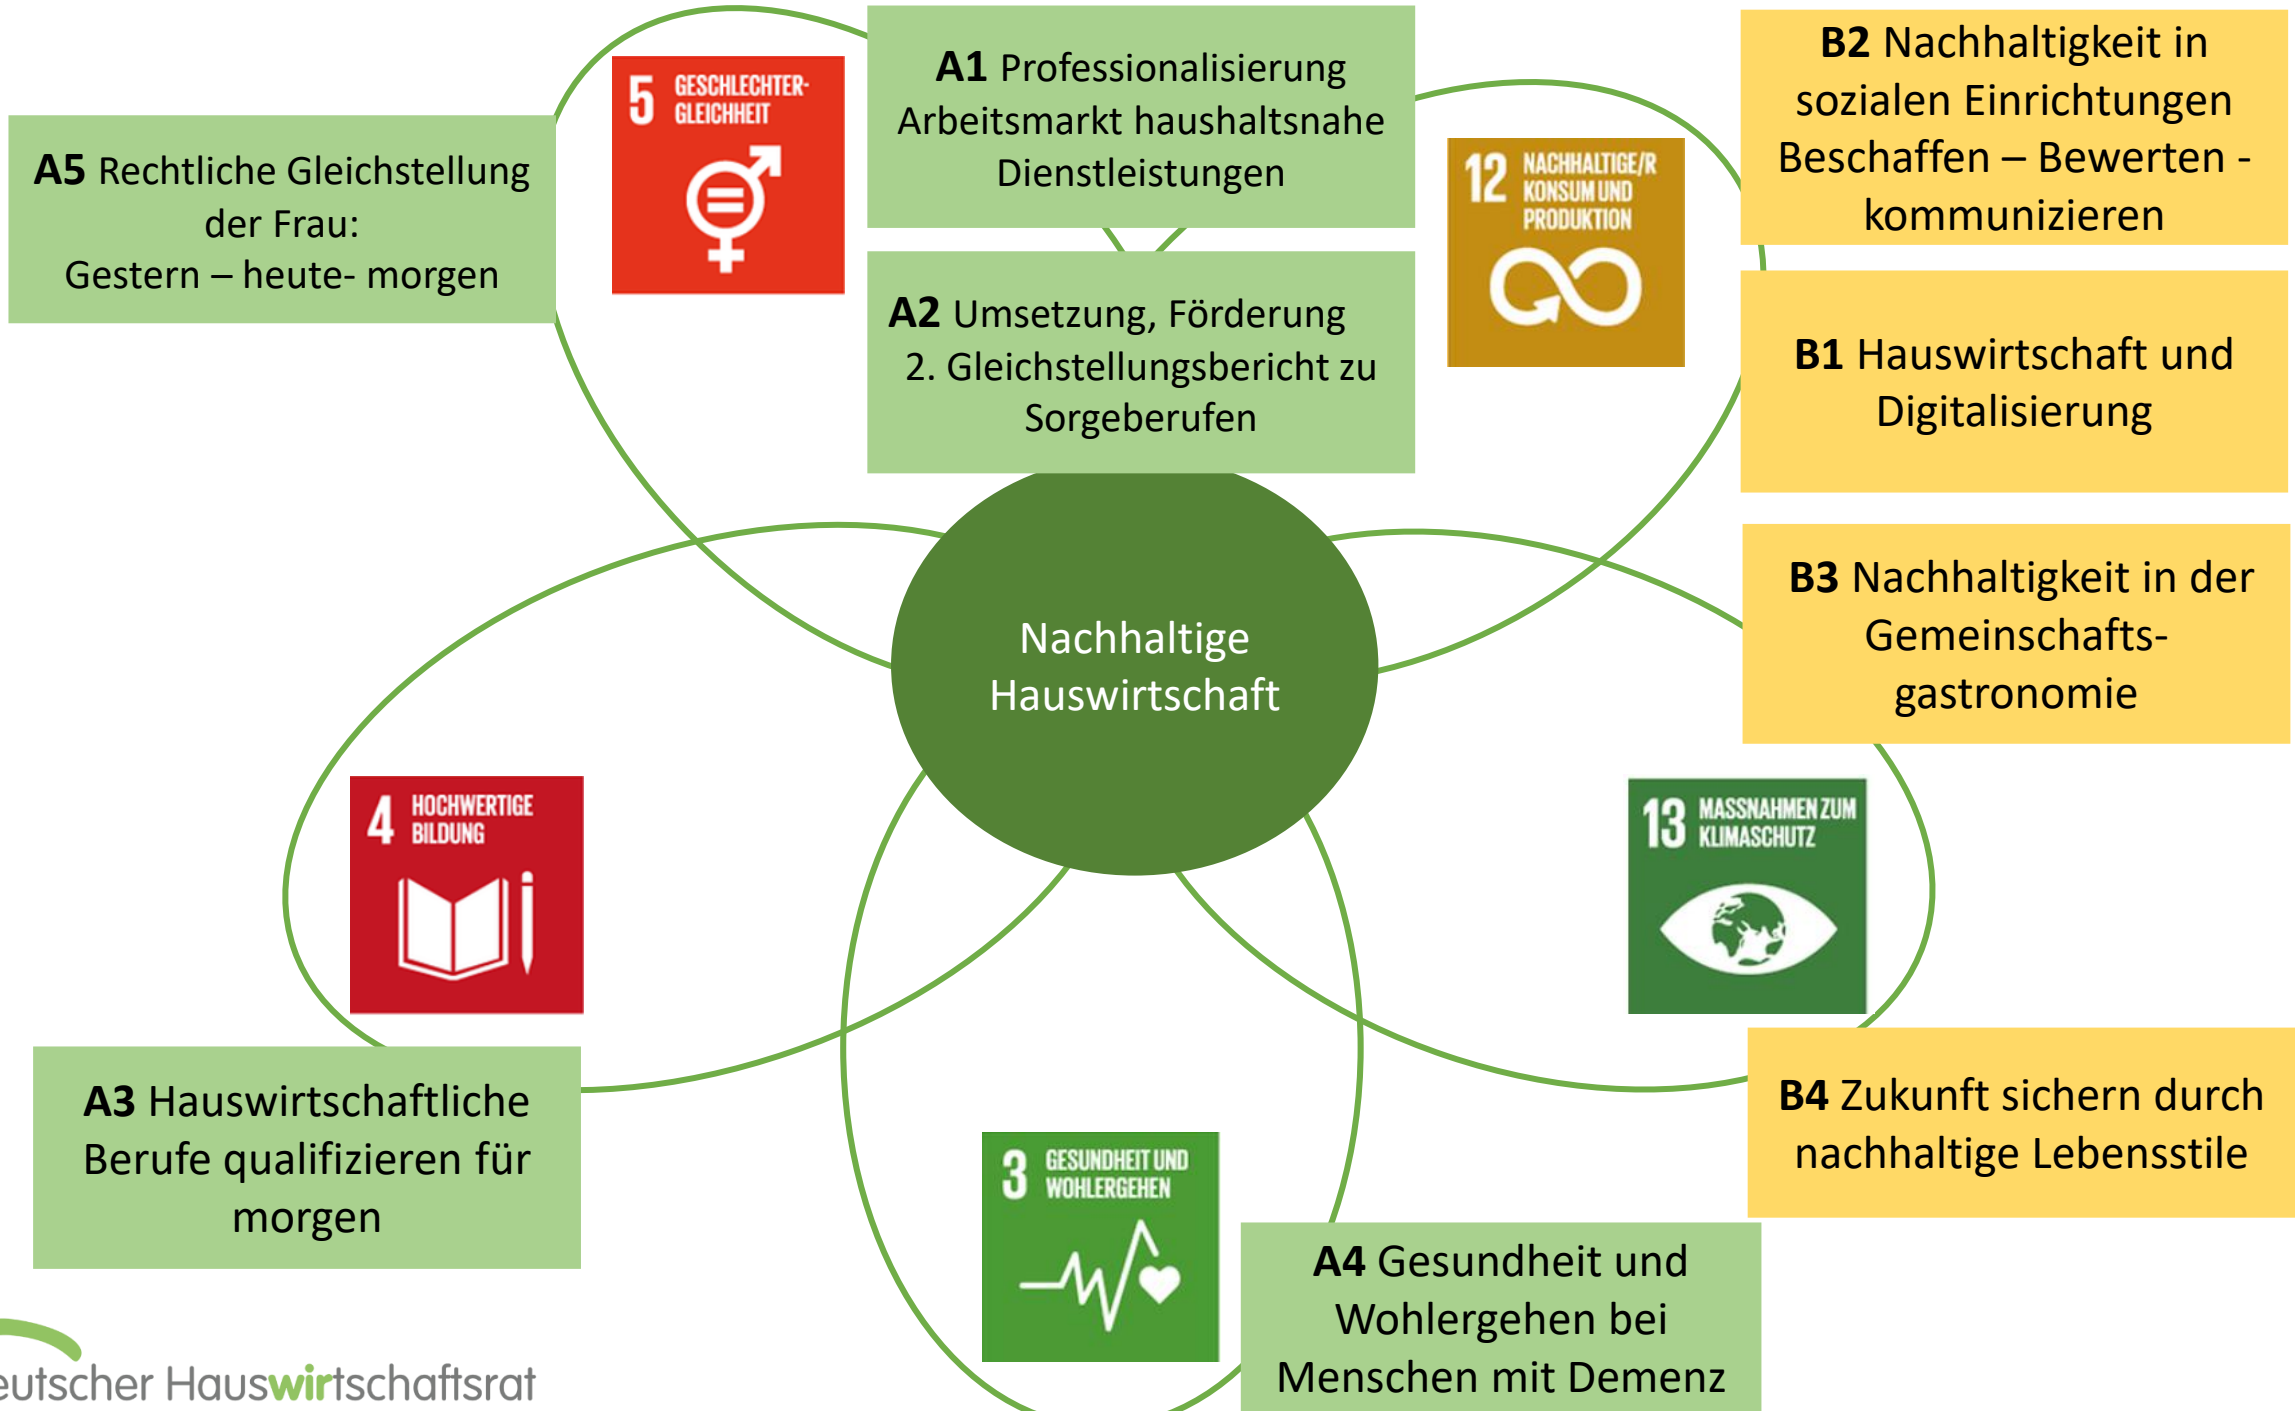 A5 Rechtliche Gleichstellung
der Frau:
Gestern – heute- morgen
5 GESCHLECHTER-
GLEICHHEIT
A1 Professionalisierung
Arbeitsmarkt haushaltsnahe
Dienstleistungen
A2 Umsetzung, Förderung
2. Gleichstellungsbericht zu
Sorgeberufen
12 NACHHALTIGE/R
KONSUM UND
PRODUKTION
B2 Nachhaltigkeit in
sozialen Einrichtungen
Beschaffen – Bewerten -
kommunizieren
B1 Hauswirtschaft und
Digitalisierung
B3 Nachhaltigkeit in der
Gemeinschafts-
gastronomie
Nachhaltige
Hauswirtschaft
4 HOCHWERTIGE
BILDUNG
13 MASSNAHMEN ZUM
KLIMASCHUTZ
A3 Hauswirtschaftliche
Berufe qualifizieren für
morgen
3 GESUNDHEIT UND
WOHLERGEHEN
B4 Zukunft sichern durch
nachhaltige Lebensstile
A4 Gesundheit und
Wohlergehen bei
Menschen mit Demenz
eutscher Hauswirtschaftsrat